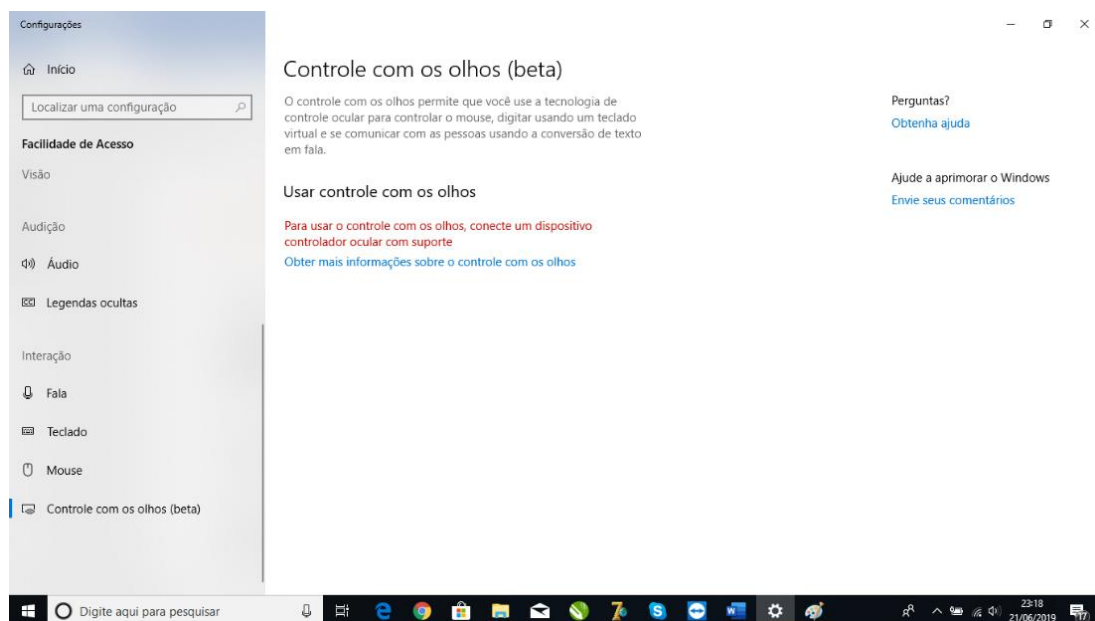 Configurações
Início
Localizar uma configuração
Facilidade de Acesso
Visão
Audição
Áudio
CC Legendas ocultas
Interação
Fala
Teclado
Mouse
Controle com os olhos (beta)
Controle com os olhos (beta)
O controle com os olhos permite que você use a tecnologia de
controle ocular para controlar o mouse, digitar usando um teclado
virtual e se comunicar com as pessoas usando a conversão de texto
em fala.
Usar controle com os olhos
Para usar o controle com os olhos, conecte um dispositivo
controlador ocular com suporte
Obter mais informações sobre o controle com os olhos
Perguntas?
Obtenha ajuda
Ajude a aprimorar o Windows
Envie seus comentários
Digite aqui para pesquisar
23:18
21/06/2019
17